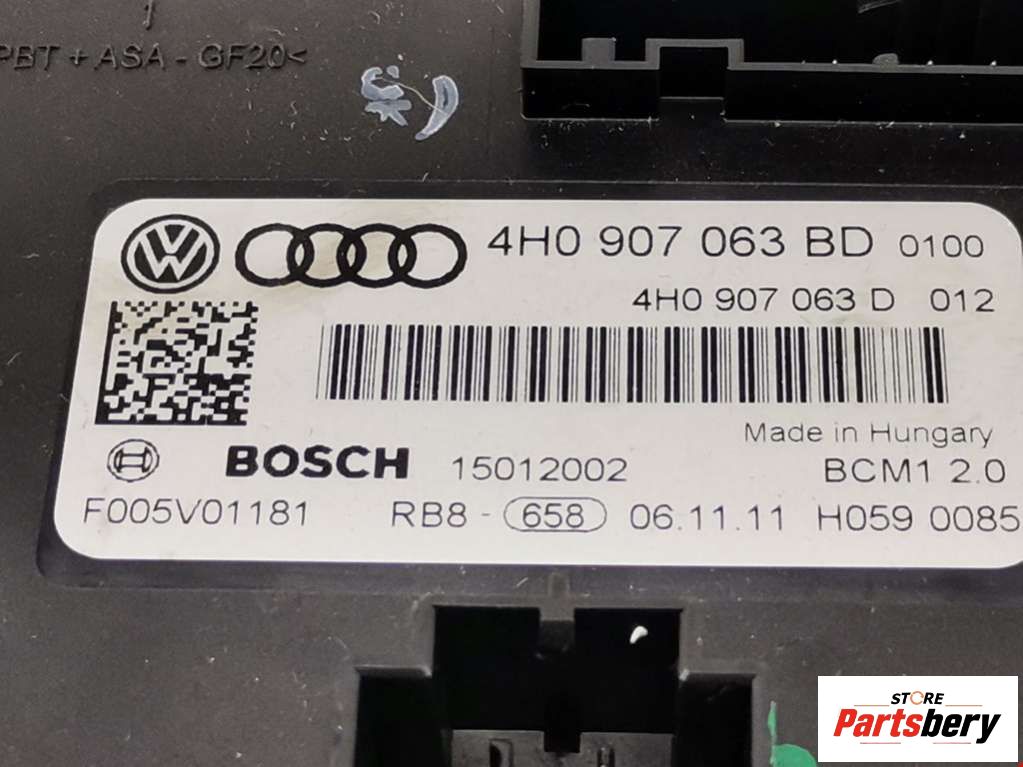 1
PBT + ASA - GF20<
4H0 907 063 BD 0100
4H0 907 063 D 012
Made in Hungary
BOSCH 15012002 BCM1 2.0
F005V01181 RB8 - 658 06.11.11 H059 0085
STORE
Partsbery